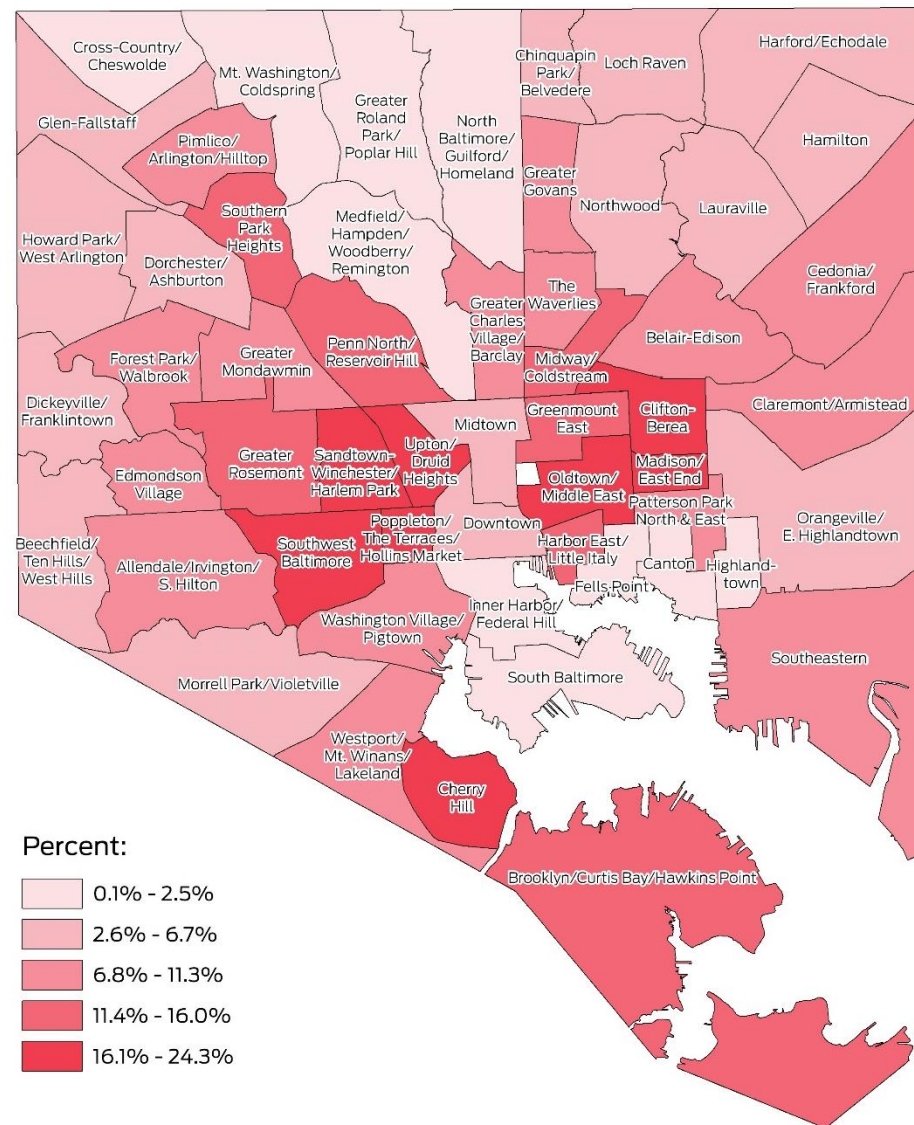 Cross-Country/
Cheswolde
Mt. Washington/
Coldspring
Greater
Roland
Park/
Poplar Hill
North
Baltimore/
Guilford/
Homeland
Chinquapin
Park/
Belvedere
Loch Raven
Harford/Echodale
Glen-Fallstaff
Pimlico/
Arlington/Hilltop
Hamilton
Greater
Govans
Northwood
Lauraville
Southern
Park
Heights
Medfield/
Hampden/
Woodberry/
Remington
Howard Park/
West Arlington
Dorchester/
Ashburton
Cedonia/
Frankford
The
Waverlies
Greater
Charles
Village/
Barclay
Belair-Edison
Forest Park/
Walbrook
Greater
Mondawmin
Penn North/
Reservoir Hill
Midway/
Coldstream
Dickeyville/
Franklintown
Claremont/Armistead
Midtown
Greenmount
East
Clifton-
Berea
Greater
Rosemont
Sandtown-
Winchester/
Harlem Park
Upton/
Druid
Heights
Edmondson
Village
Oldtown/
Middle East
Madison/
East End
Patterson Park
North & East
Orangeville/
E. Highlandtown
Beechfield/
Ten Hills/
West Hills
Allendale/Irvington/
S. Hilton
Southwest
Baltimore
Poppleton/
The Terraces/
Hollins Market
Downtown
Harbor East/
Little Italy
Canton
Highland-
town
Fells Point
Washington Village/
Pigtown
Inner Harbor/
Federal Hill
Southeastern
Morrell Park/Violetville
South Baltimore
Westport/
Mt. Winans/
Lakeland
Cherry
Hill
Brooklyn/Curtis Bay/Hawkins Point
Percent:
0.1% - 2.5%
2.6% - 6.7%
6.8% - 11.3%
11.4% - 16.0%
16.1% - 24.3%